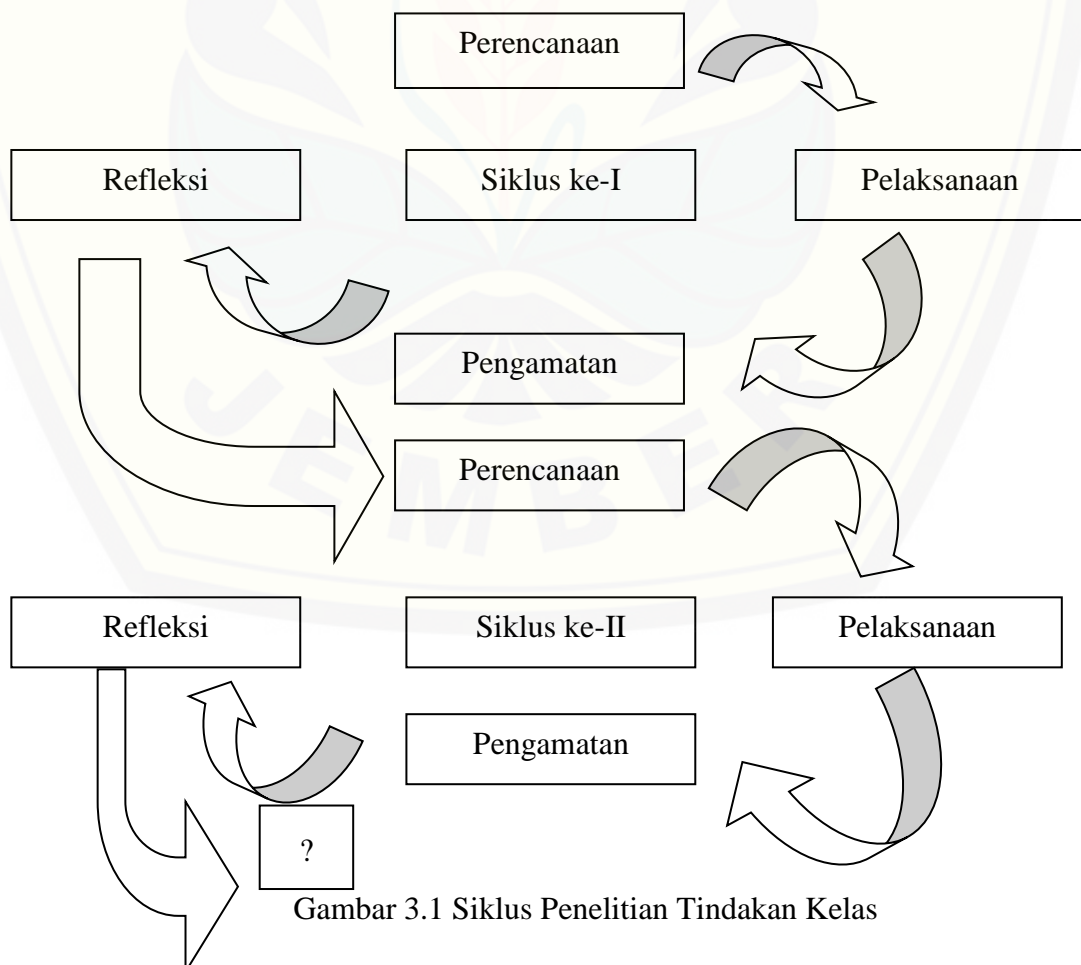 Perencanaan
Refleksi
Siklus ke-I
Pelaksanaan
Pengamatan
Perencanaan
Refleksi
Siklus ke-II
Pelaksanaan
Pengamatan
?
Gambar 3.1 Siklus Penelitian Tindakan Kelas
JEMBER